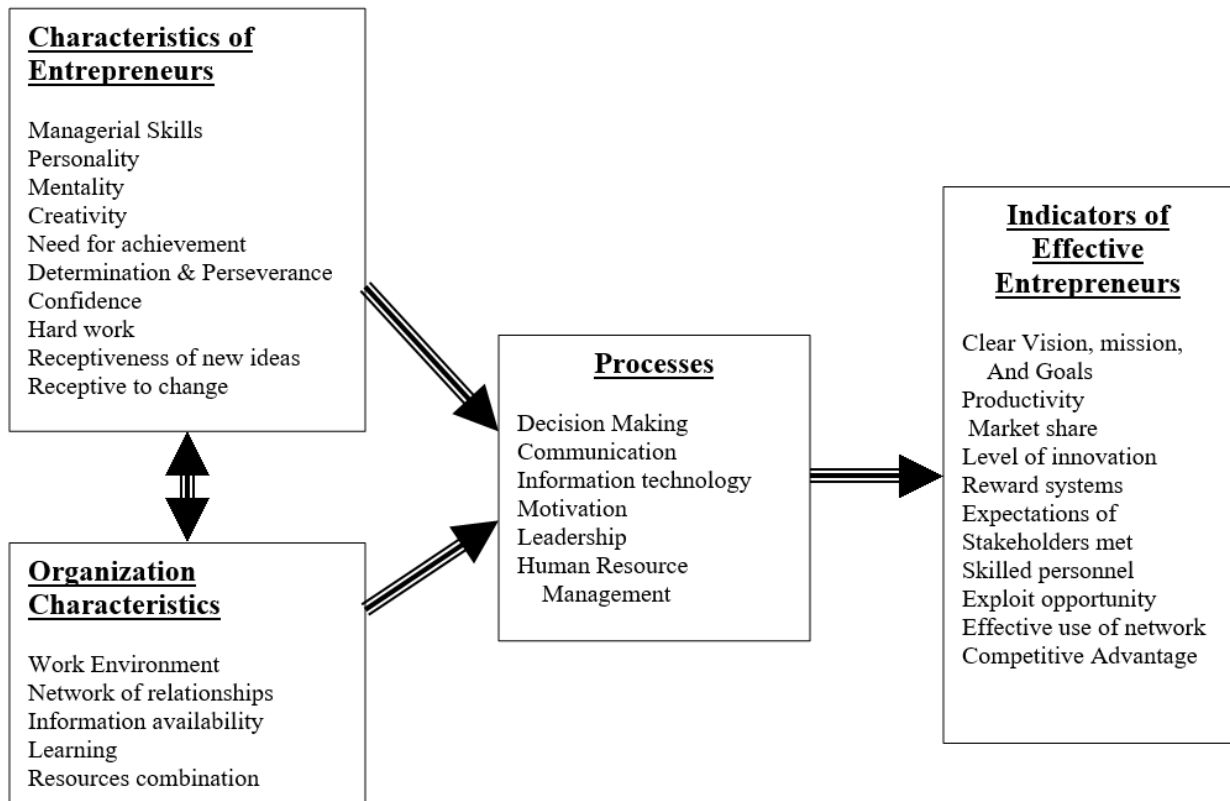 Characteristics of
Entrepreneurs
Managerial Skills
Personality
Mentality
Creativity
Need for achievement
Determination & Perseverance
Confidence
Hard work
Receptiveness of new ideas
Receptive to change
Organization
Characteristics
Work Environment
Network of relationships
Information availability
Learning
Resources combination
Processes
Decision Making
Communication
Information technology
Motivation
Leadership
Human Resource
Management
Indicators of
Effective
Entrepreneurs
Clear Vision, mission,
And Goals
Productivity
Market share
Level of innovation
Reward systems
Expectations of
Stakeholders met
Skilled personnel
Exploit opportunity
Effective use of network
Competitive Advantage